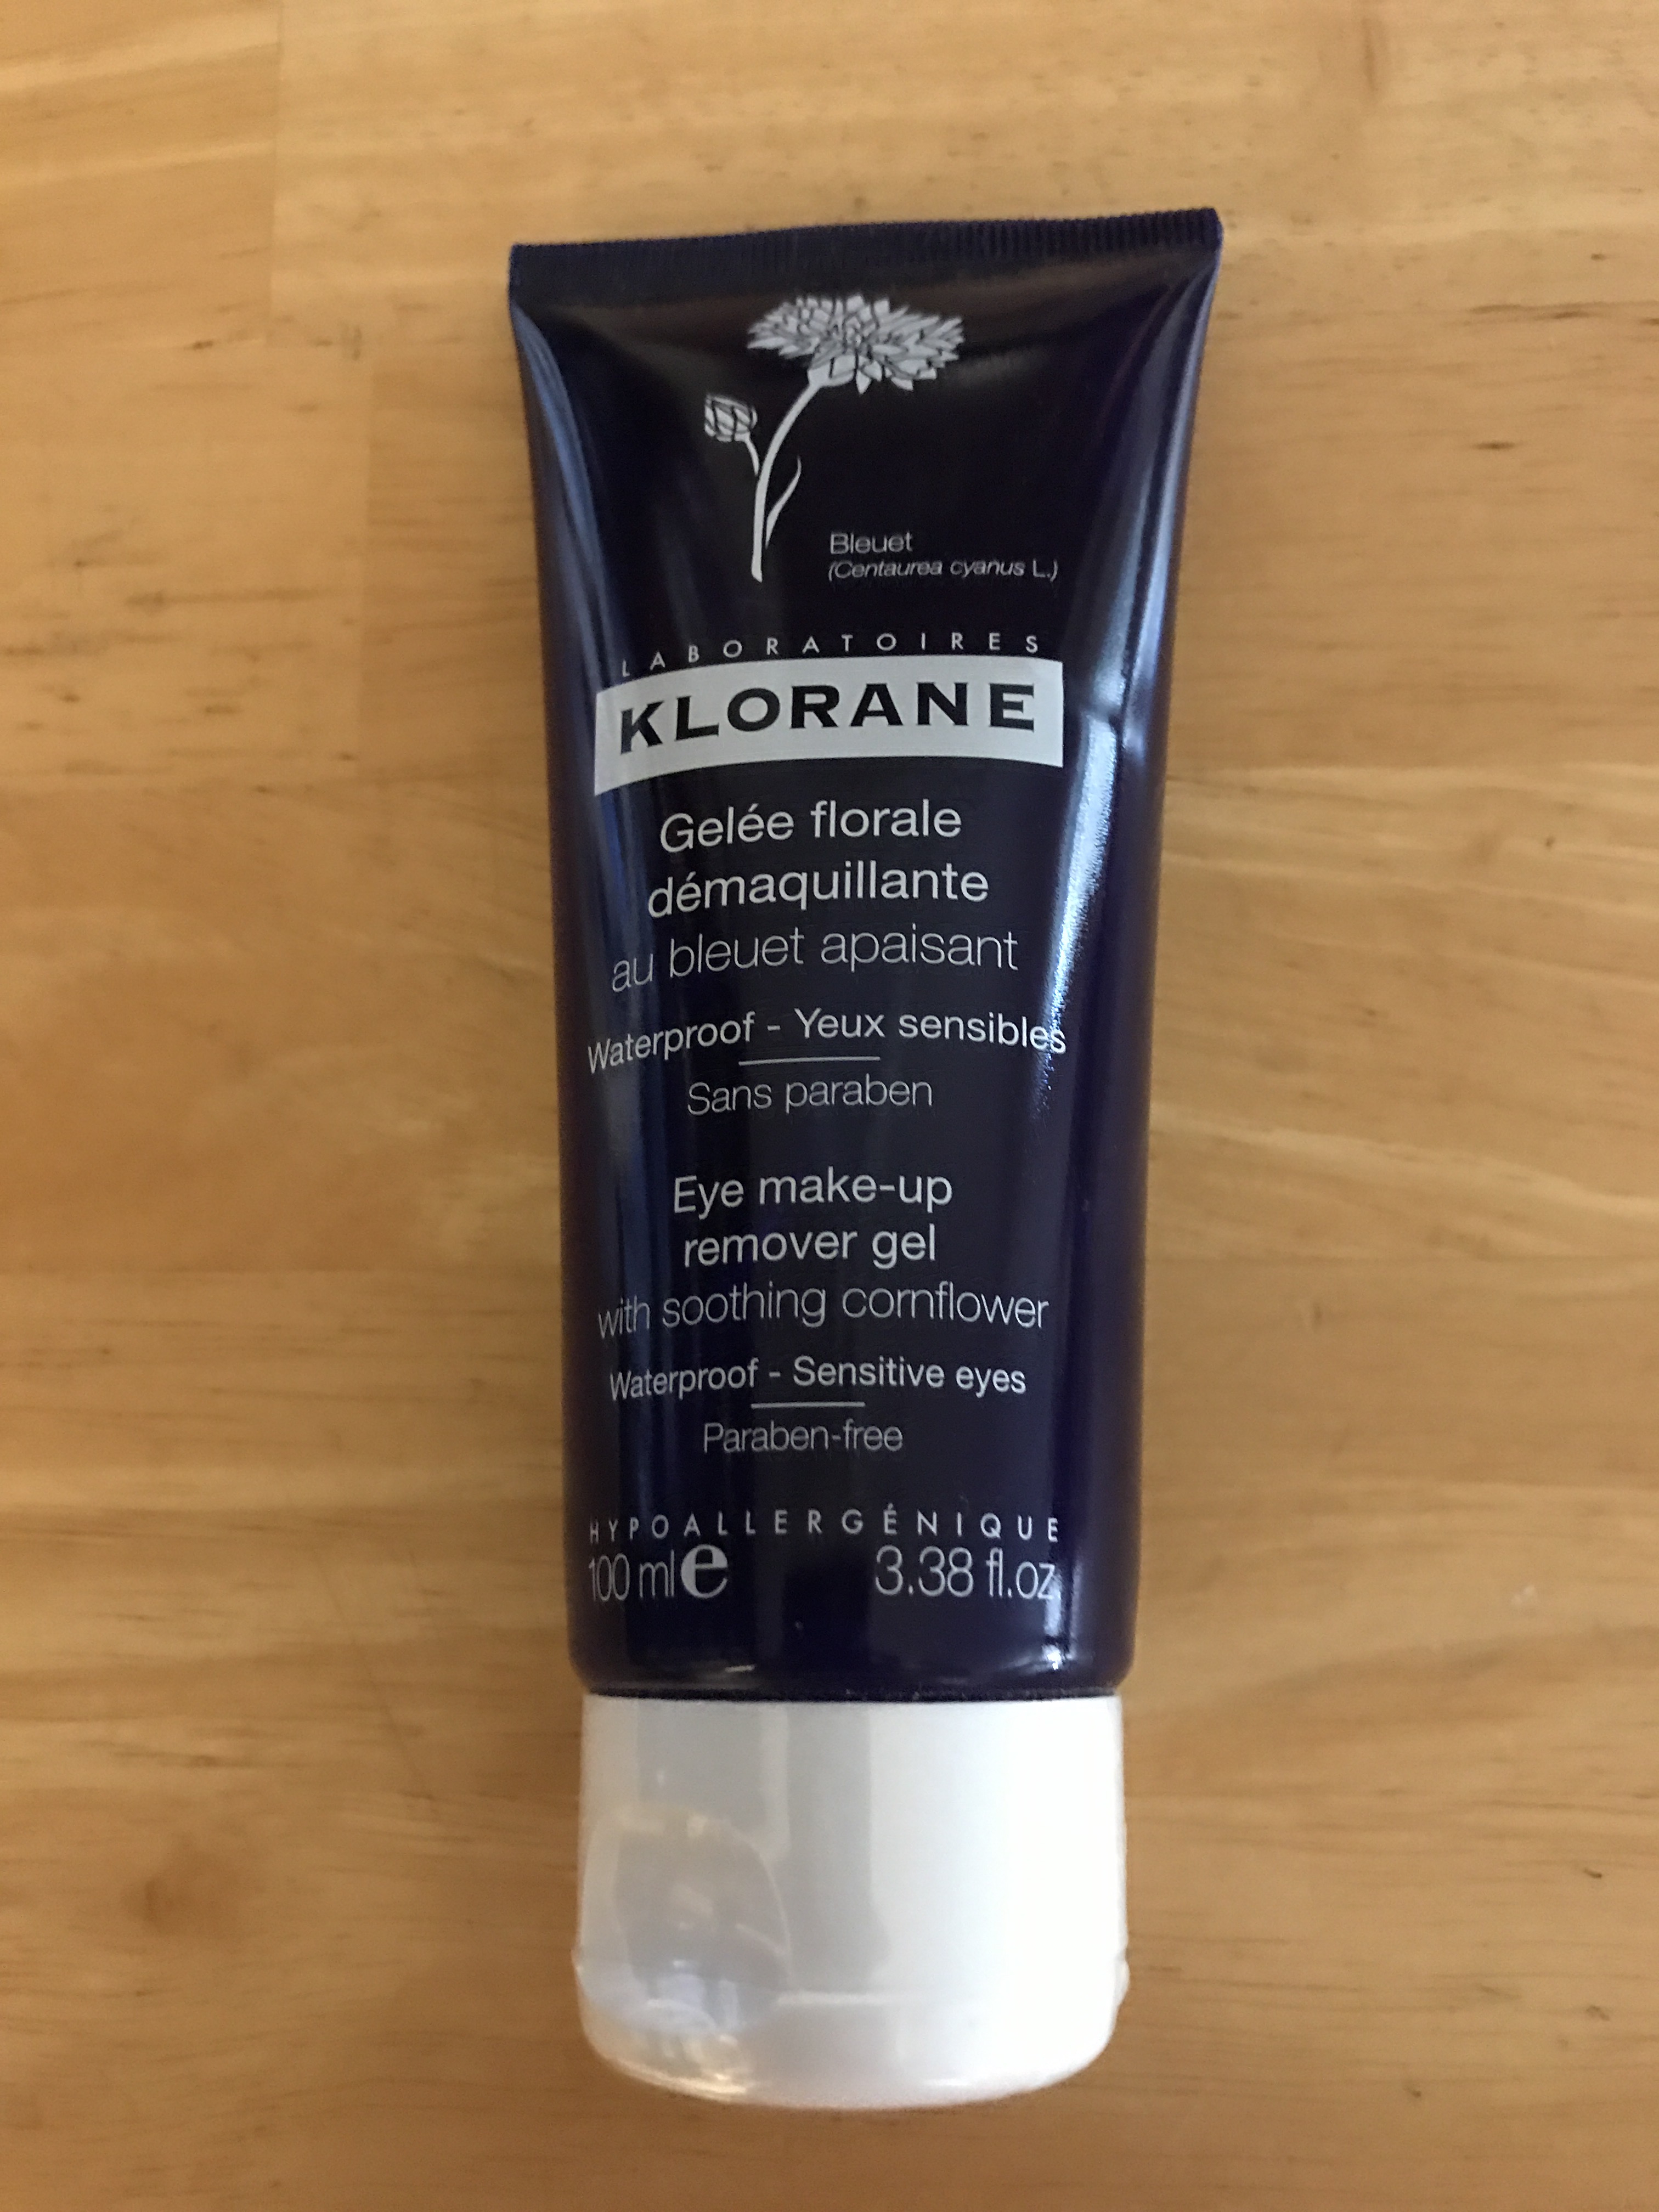 Bleuet
(Centaurea cyanus L.)
LABORATOIRES
KLORANE
Gelée florale
démaquillante
au bleuet apaisant
Waterproof - Yeux sensibles
Sans paraben
Eye make-up
remover gel
with soothing cornflower
Waterproof - Sensitive eyes
Paraben-free
HYPOALLERGÉNIQUE
100 ml e 3.38 fl.oz